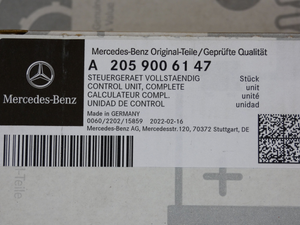 Mercedes-Benz Original-Teile/Geprüfte Qualität
A 205 900 61 47
STEUERGERAET VOLLSTAENDIG Stück
CONTROL UNIT, COMPLETE unit
CALCULATEUR COMPL. unité
UNIDAD DE CONTROL unidad
Made in GERMANY
0060/2202/15859 2022-02-16
Mercedes-Benz AG, Mercedesstr.120, 70372 Stuttgart, DE
Mercedes-Benz
-Teile